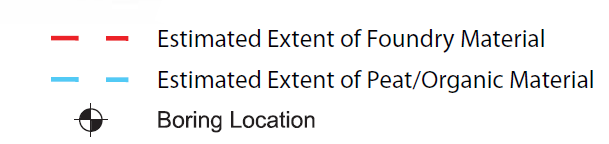 Estimated Extent of Foundry Material
Estimated Extent of Peat/Organic Material
Boring Location